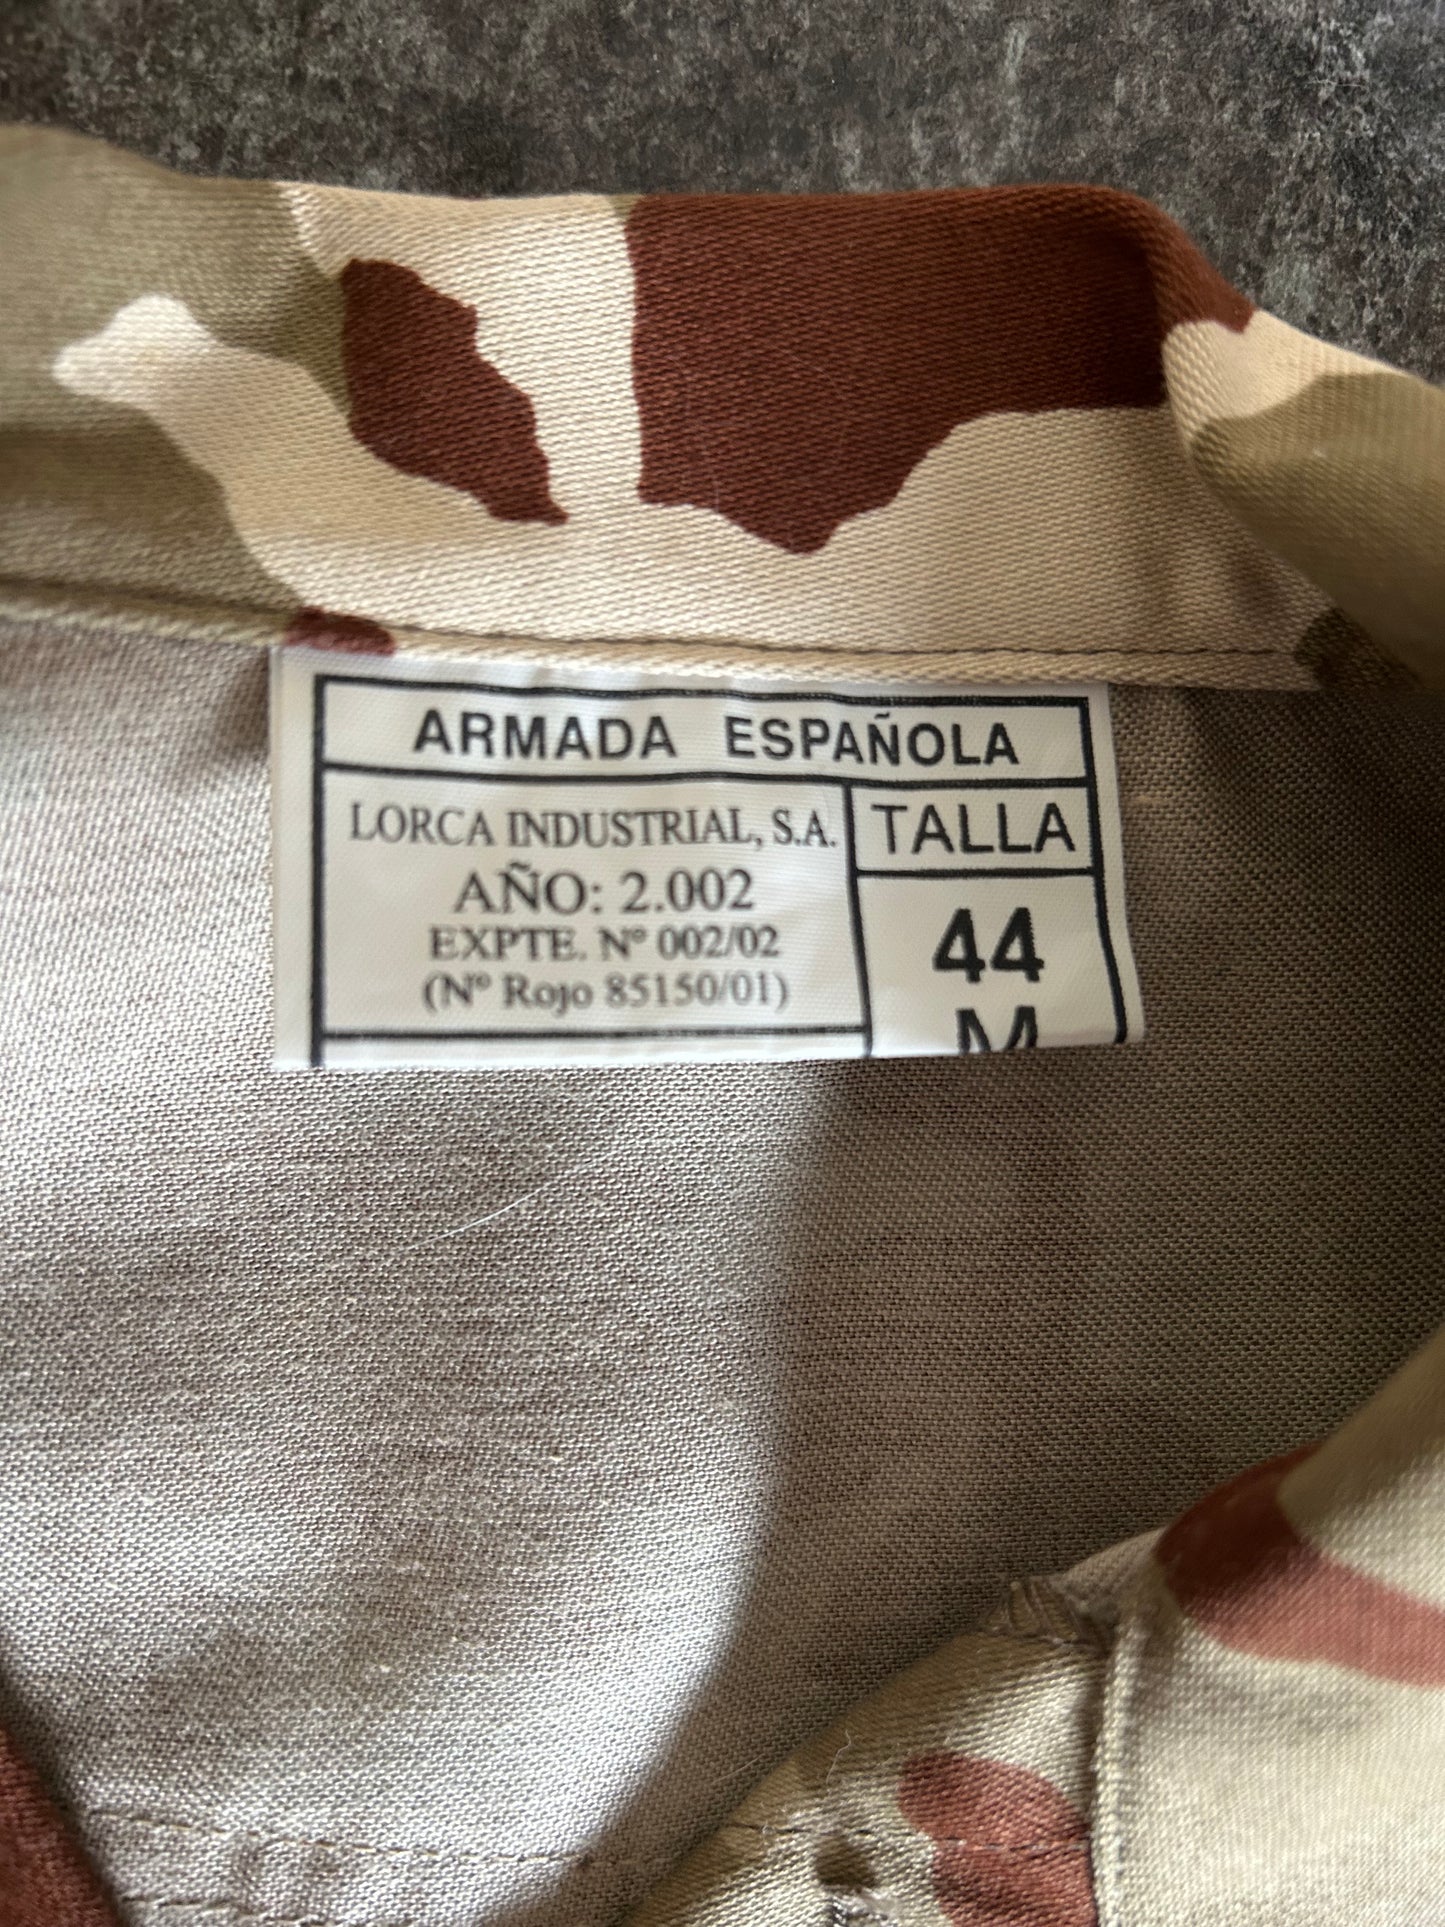 ARMADA ESPAÑOLA
LORCA INDUSTRIAL, S.A.
AÑO: 2.002
EXPTE. Nº 002/02
(Nº Rojo 85150/01)
TALLA
44
M